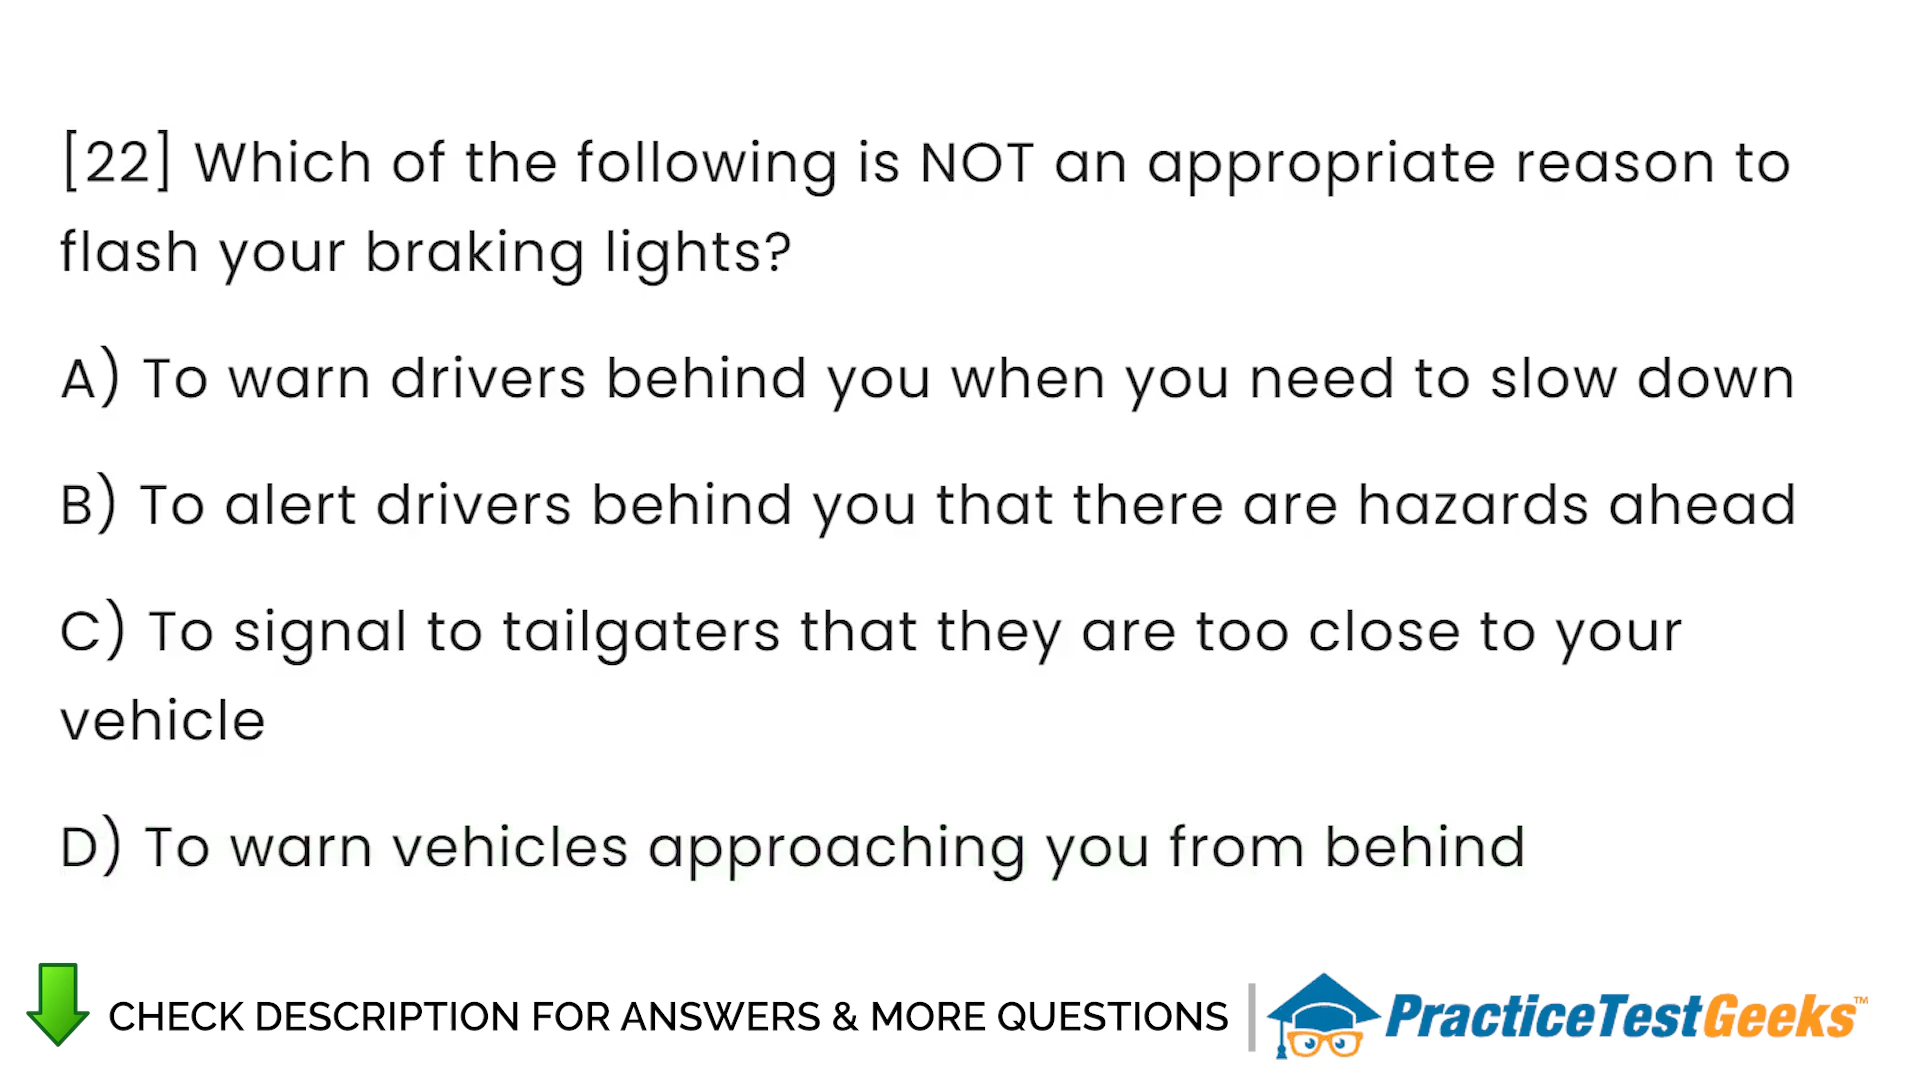 [22] Which of the following is NOT an appropriate reason to
flash your braking lights?
A) To warn drivers behind you when you need to slow down
B) To alert drivers behind you that there are hazards ahead
C) To signal to tailgaters that they are too close to your
vehicle
D) To warn vehicles approaching you from behind
CHECK DESCRIPTION FOR ANSWERS & MORE QUESTIONS
PracticeTestGeeks™